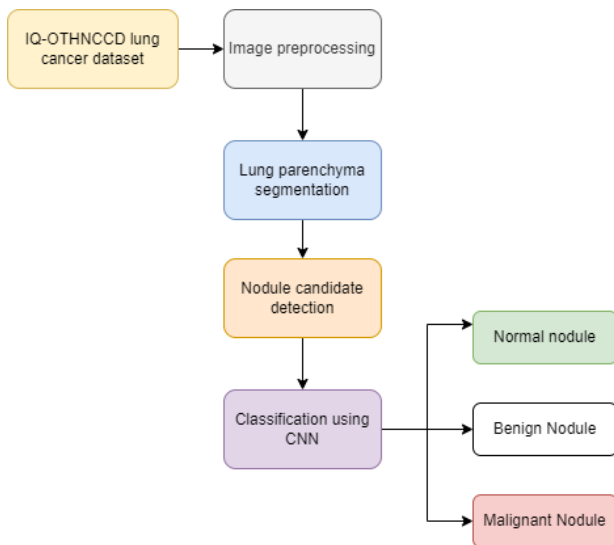 IQ-OTHNCCD lung
cancer dataset
Image preprocessing
Lung parenchyma
segmentation
Nodule candidate
detection
Classification using
CNN
Normal nodule
Benign Nodule
Malignant Nodule